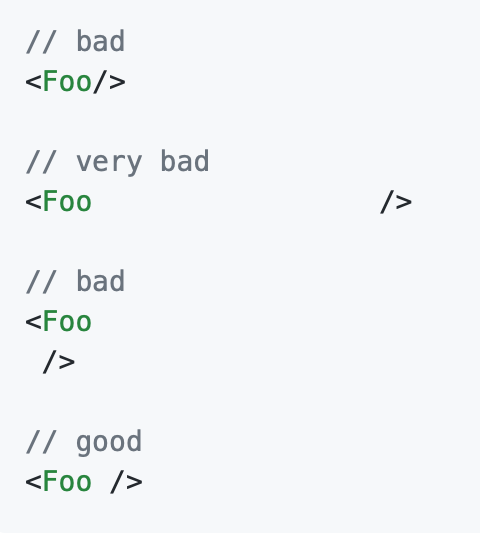 // bad
<Foo/>
// very bad
<Foo                 />
// bad
<Foo
 />
// good
<Foo />